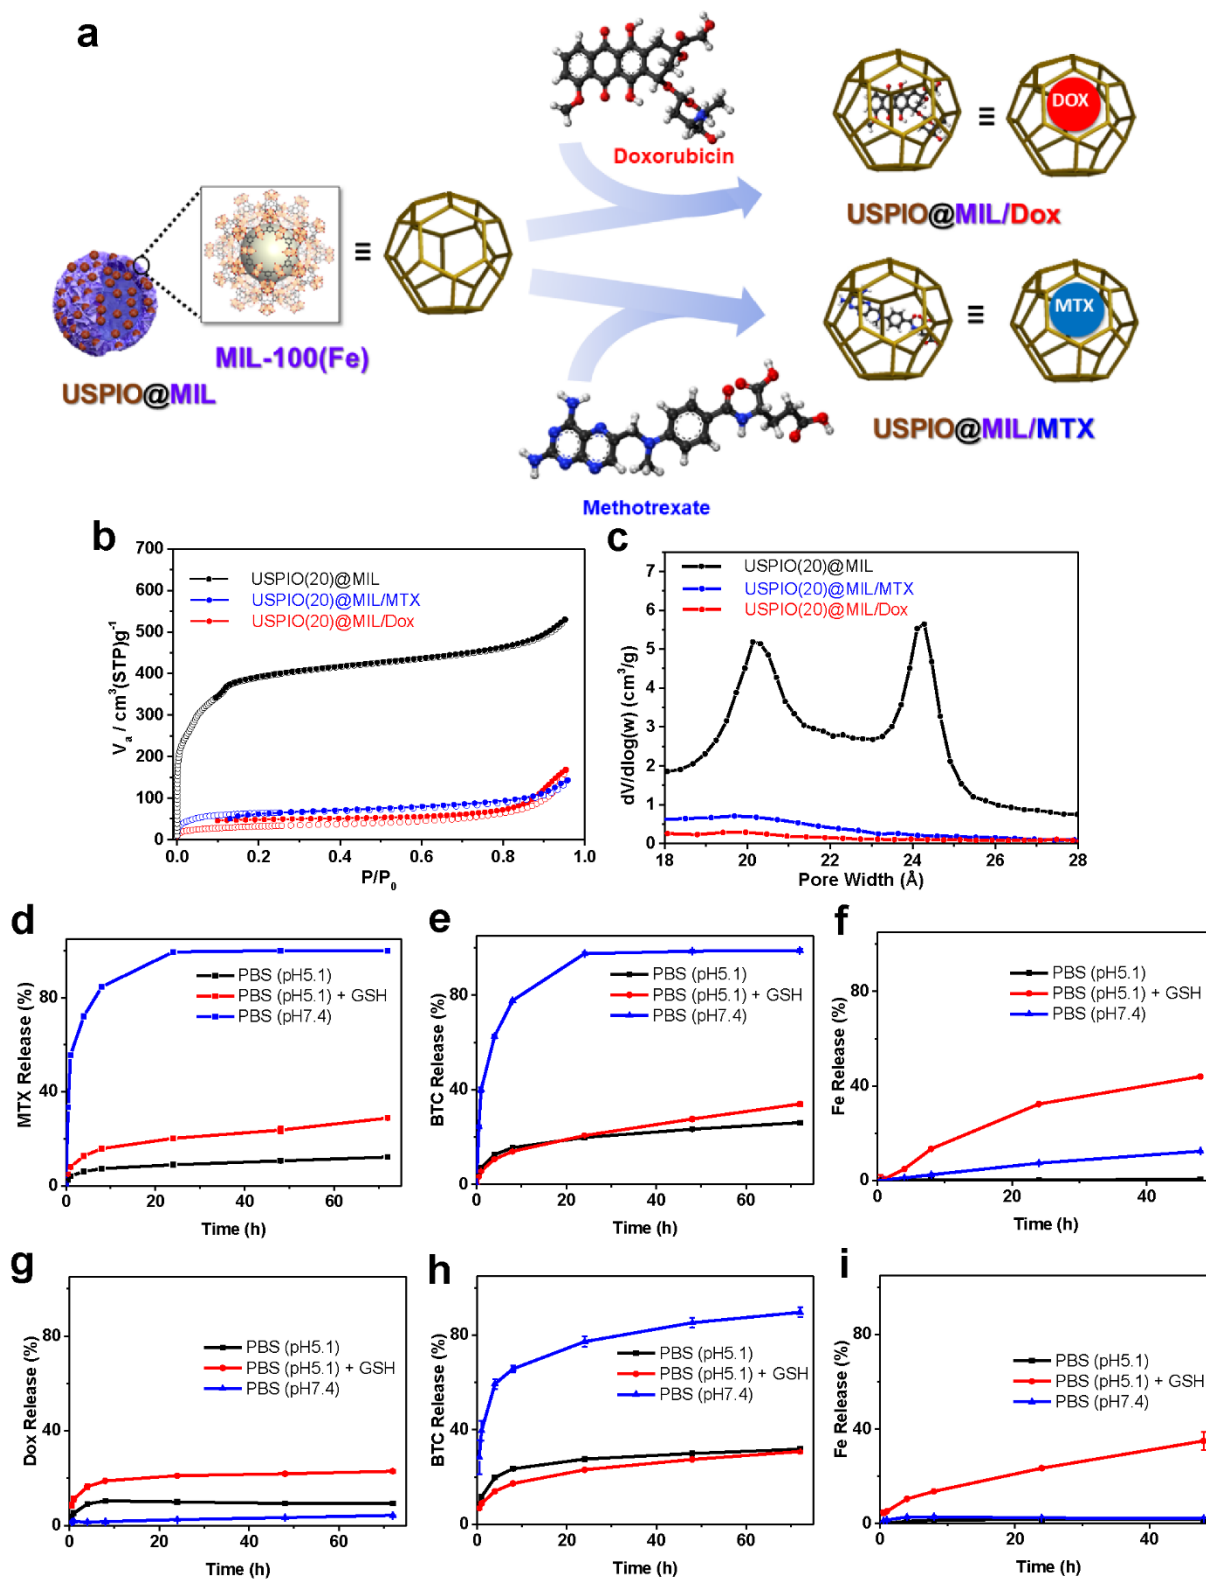 a
Doxorubicin
DOX
≡
USPIO@MIL/Dox
≡
MIL-100(Fe)
USPIO@MIL
MTX
≡
USPIO@MIL/MTX
Methotrexate
b
700
600
500
400
300
200
100
0
USPIO(20)@MIL
USPIO(20)@MIL/MTX
USPIO(20)@MIL/Dox
Va / cm3(STP)g-1
0.0 0.2 0.4 0.6 0.8 1.0
P/P0
c
7
6
5
4
3
2
1
0
USPIO(20)@MIL
USPIO(20)@MIL/MTX
USPIO(20)@MIL/Dox
dV/dlog(w) (cm3/g)
18 20 22 24 26 28
Pore Width (Å)
d
80
40
0
PBS (pH5.1)
PBS (pH5.1) + GSH
PBS (pH7.4)
MTX Release (%)
0 20 40 60
Time (h)
e
80
40
0
PBS (pH5.1)
PBS (pH5.1) + GSH
PBS (pH7.4)
BTC Release (%)
0 20 40 60
Time (h)
f
80
40
0
PBS (pH5.1)
PBS (pH5.1) + GSH
PBS (pH7.4)
Fe Release (%)
0 20 40
Time (h)
g
80
40
0
PBS (pH5.1)
PBS (pH5.1) + GSH
PBS (pH7.4)
Dox Release (%)
0 20 40 60
Time (h)
h
80
40
0
PBS (pH5.1)
PBS (pH5.1) + GSH
PBS (pH7.4)
BTC Release (%)
0 20 40 60
Time (h)
i
80
40
0
PBS (pH5.1)
PBS (pH5.1) + GSH
PBS (pH7.4)
Fe Release (%)
0 20 40
Time (h)